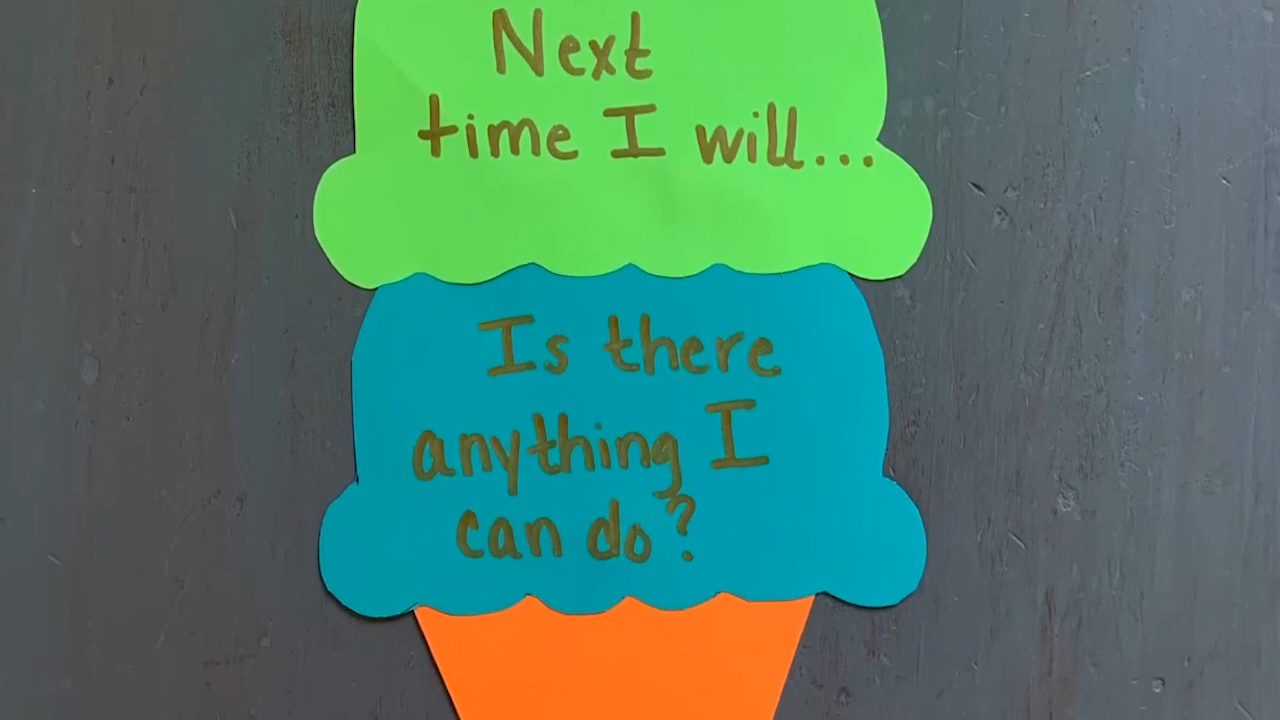 Next
time I will...
Is there
anything I
can do?